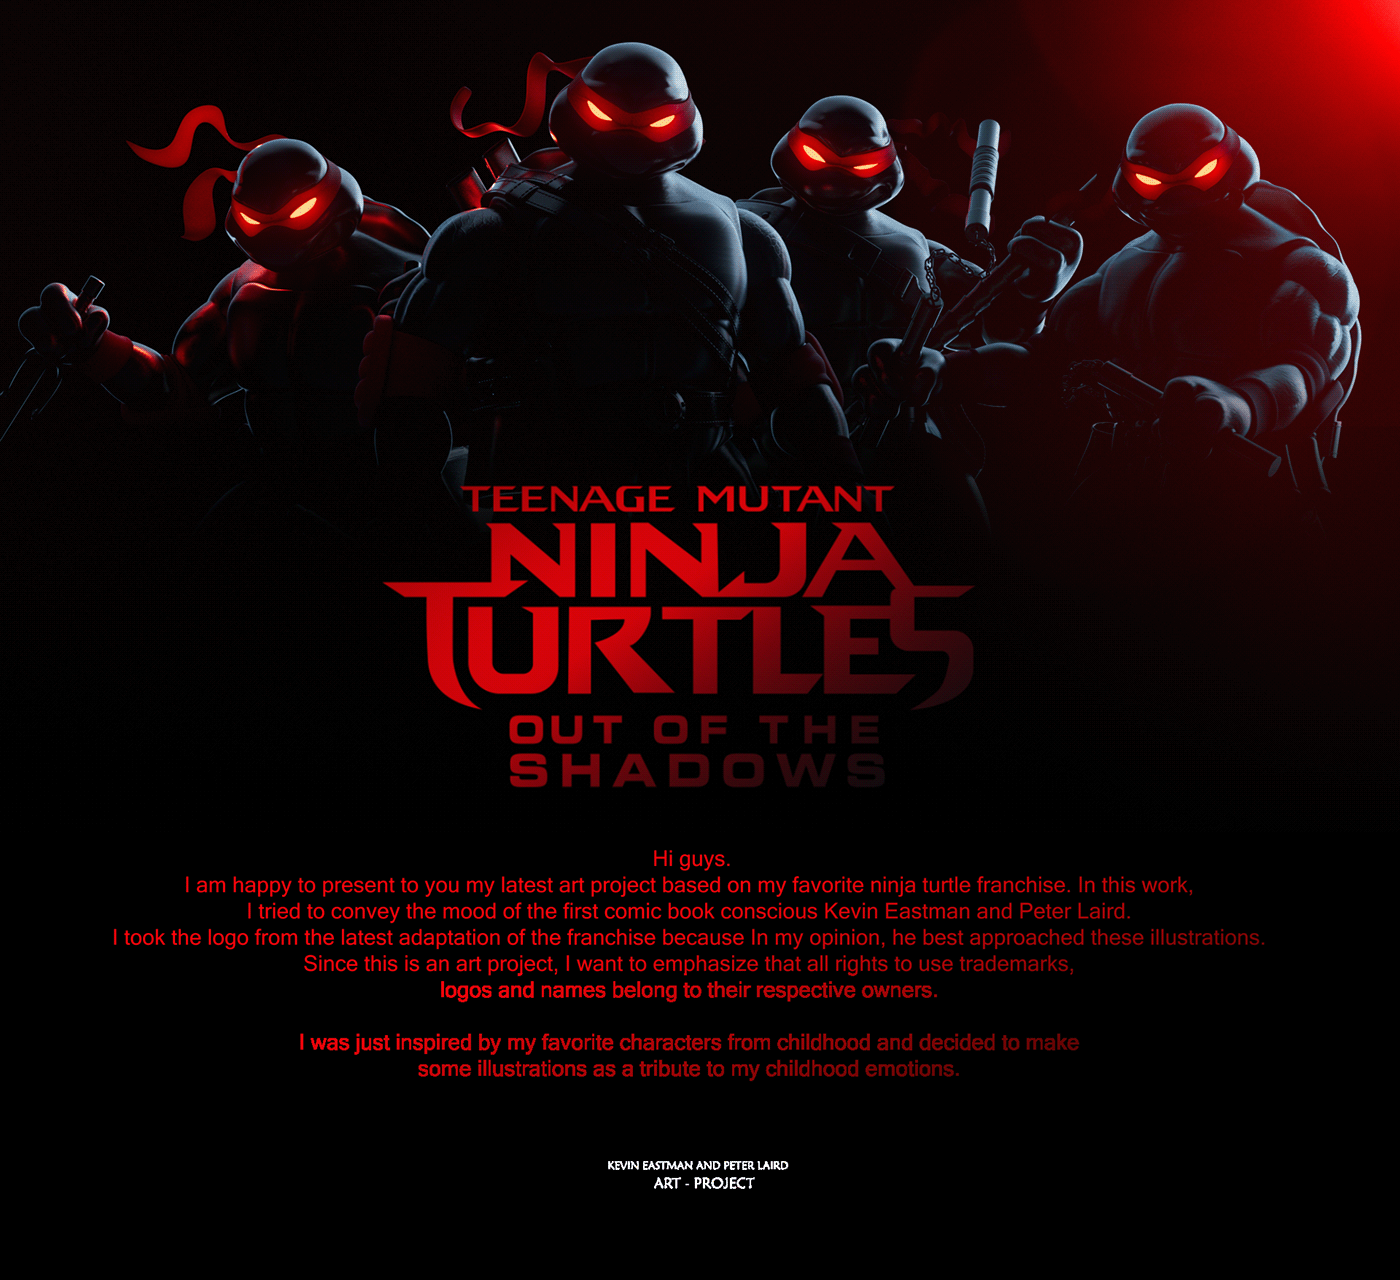 TEENAGE MUTANT
NINJA
TURTLES
OUT OF THE
SHADOWS
Hi guys.
I am happy to present to you my latest art project based on my favorite ninja turtle franchise. In this work,
I tried to convey the mood of the first comic book conscious Kevin Eastman and Peter Laird.
I took the logo from the latest adaptation of the franchise because In my opinion, he best approached these illustrations.
Since this is an art project, I want to emphasize that all rights to use trademarks,
logos and names belong to their respective owners.
I was just inspired by my favorite characters from childhood and decided to make
some illustrations as a tribute to my childhood emotions.
KEVIN EASTMAN AND PETER LAIRD
ART - PROJECT